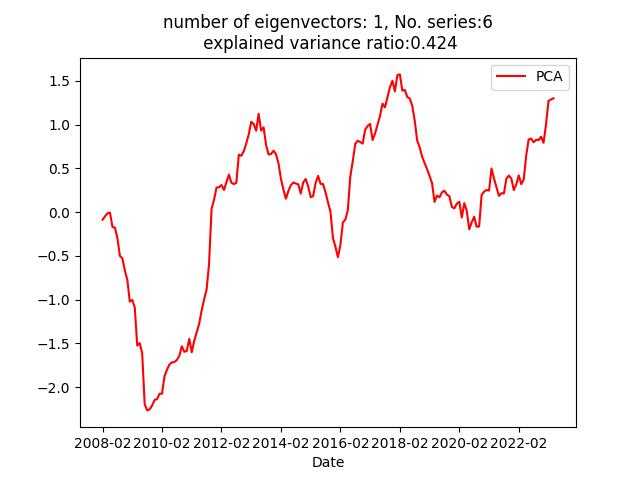 number of eigenvectors: 1, No. series:6
explained variance ratio:0.424
PCA
1.5
1.0
0.5
0.0
−0.5
−1.0
−1.5
−2.0
2008-02 2010-02 2012-02 2014-02 2016-02 2018-02 2020-02 2022-02
Date